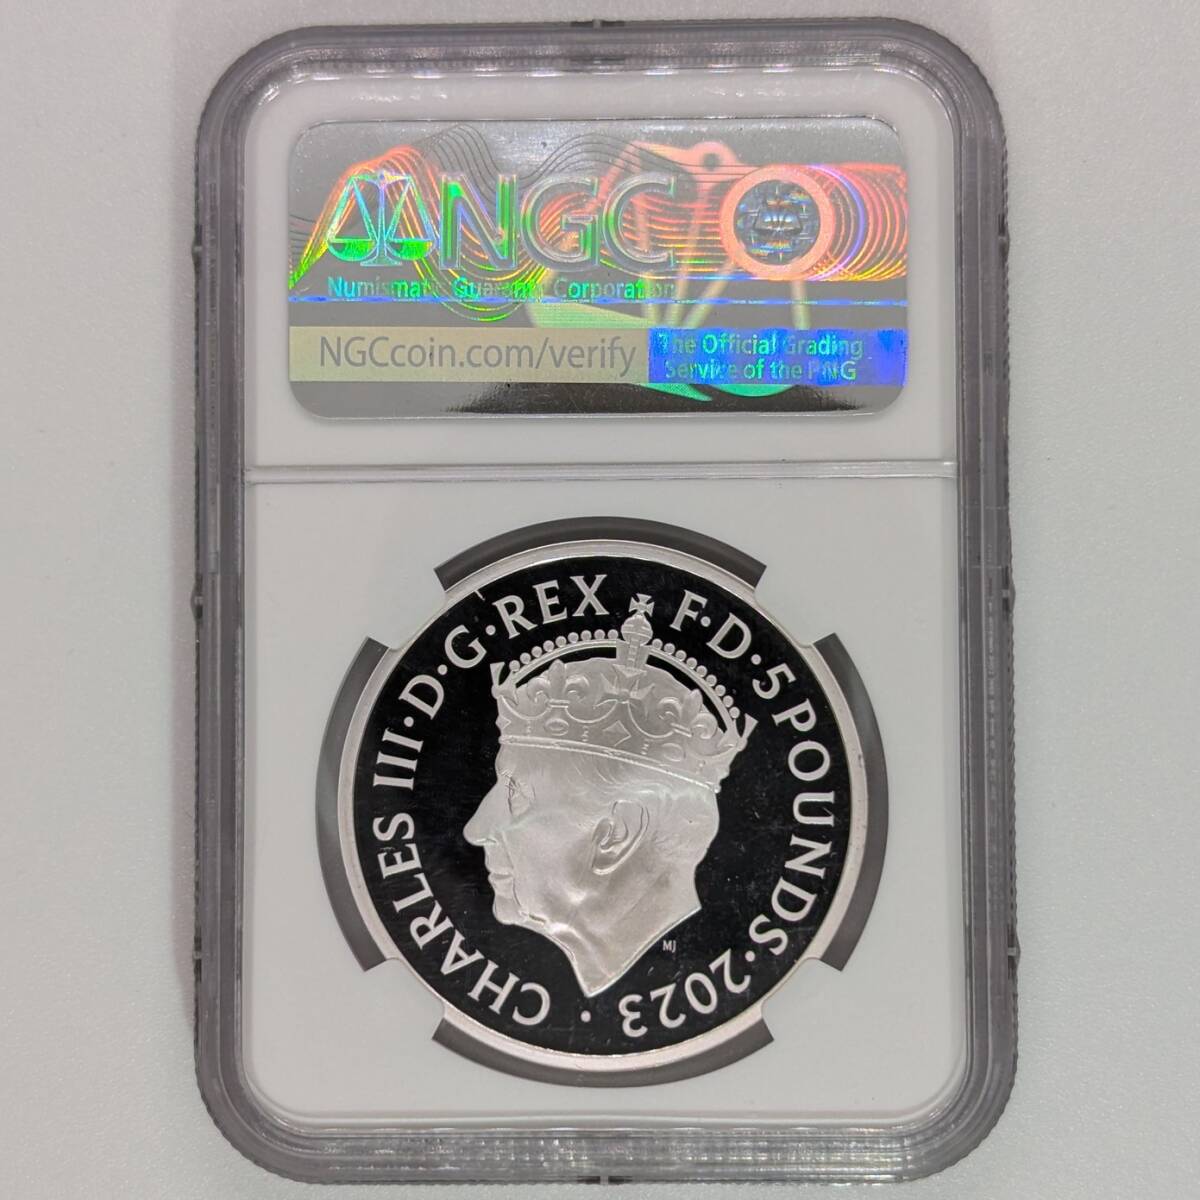 NGC
Numismatic Guaranty Corporation
NGCcoin.com/verify
The Official Grading
Service of the PNG
CHARLES III·D·G·REX F·D·5 POUNDS·2023·
MJ